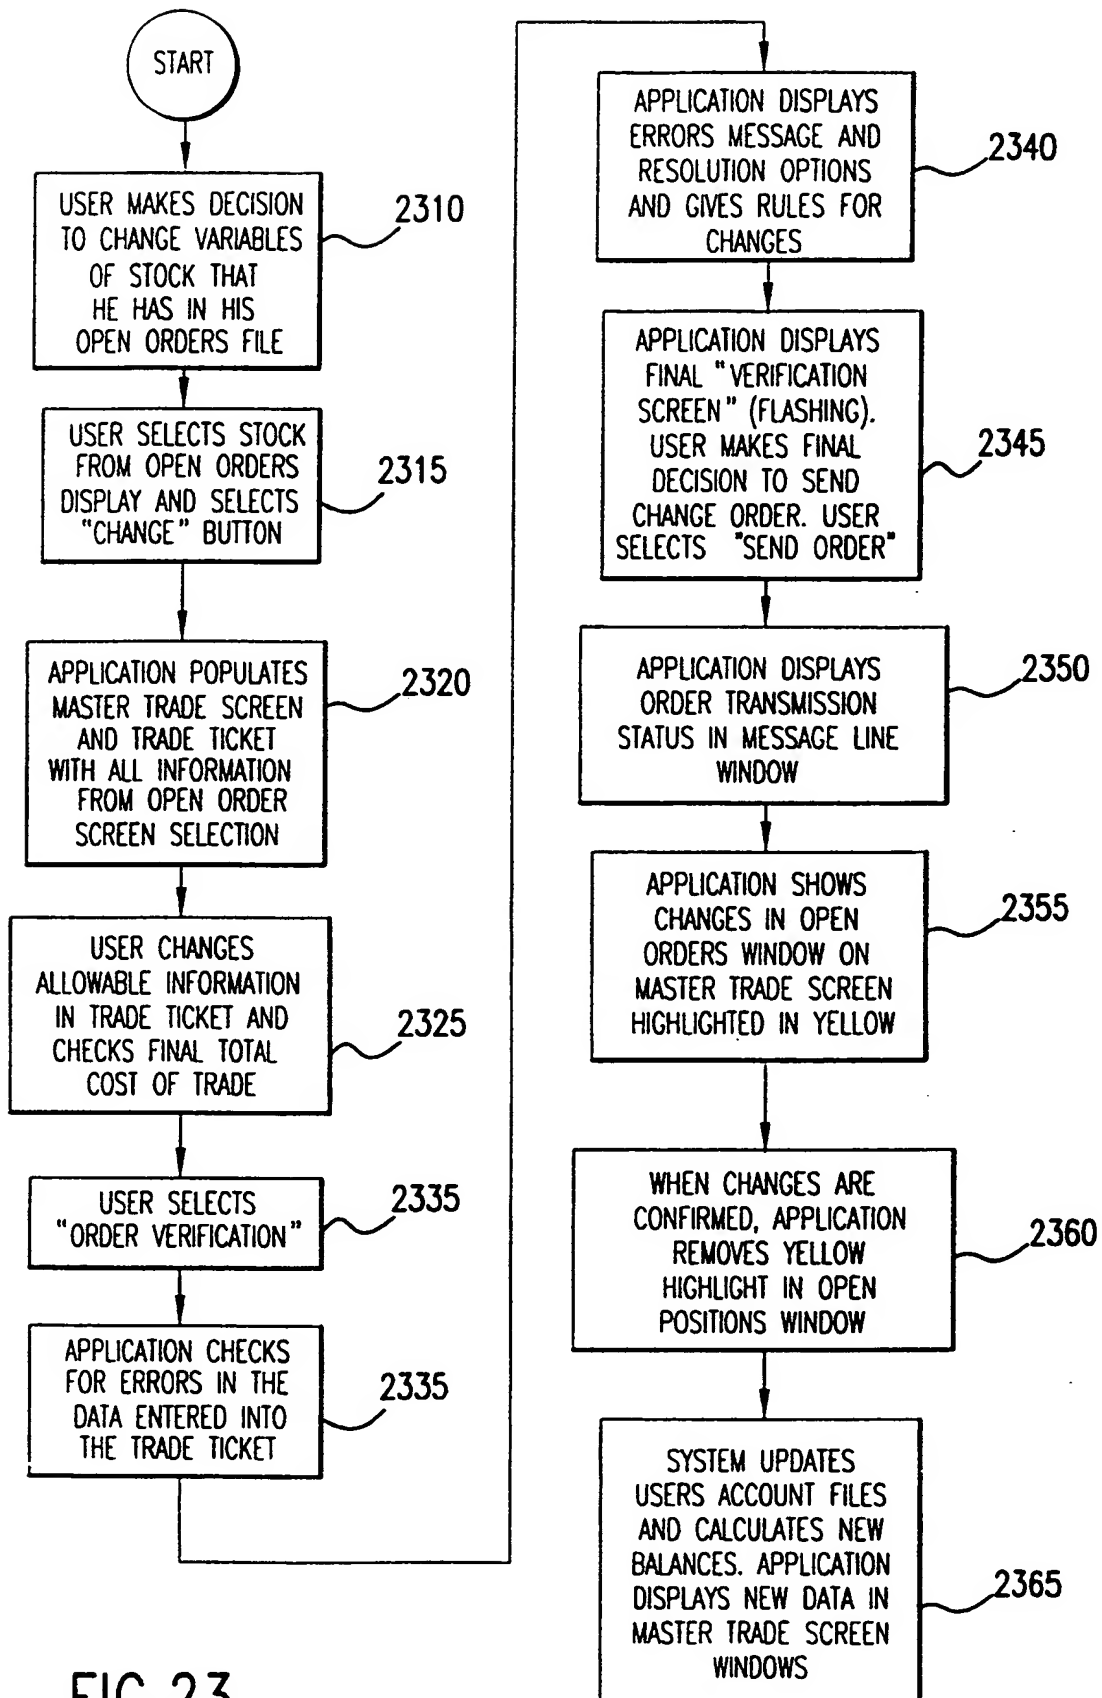 START
USER MAKES DECISION
TO CHANGE VARIABLES
OF STOCK THAT
HE HAS IN HIS
OPEN ORDERS FILE
2310
USER SELECTS STOCK
FROM OPEN ORDERS
DISPLAY AND SELECTS
"CHANGE" BUTTON
2315
APPLICATION POPULATES
MASTER TRADE SCREEN
AND TRADE TICKET
WITH ALL INFORMATION
FROM OPEN ORDER
SCREEN SELECTION
2320
USER CHANGES
ALLOWABLE INFORMATION
IN TRADE TICKET AND
CHECKS FINAL TOTAL
COST OF TRADE
2325
USER SELECTS
"ORDER VERIFICATION"
2335
APPLICATION CHECKS
FOR ERRORS IN THE
DATA ENTERED INTO
THE TRADE TICKET
2335
APPLICATION DISPLAYS
ERRORS MESSAGE AND
RESOLUTION OPTIONS
AND GIVES RULES FOR
CHANGES
2340
APPLICATION DISPLAYS
FINAL "VERIFICATION
SCREEN" (FLASHING).
USER MAKES FINAL
DECISION TO SEND
CHANGE ORDER. USER
SELECTS "SEND ORDER"
2345
APPLICATION DISPLAYS
ORDER TRANSMISSION
STATUS IN MESSAGE LINE
WINDOW
2350
APPLICATION SHOWS
CHANGES IN OPEN
ORDERS WINDOW ON
MASTER TRADE SCREEN
HIGHLIGHTED IN YELLOW
2355
WHEN CHANGES ARE
CONFIRMED, APPLICATION
REMOVES YELLOW
HIGHLIGHT IN OPEN
POSITIONS WINDOW
2360
SYSTEM UPDATES
USERS ACCOUNT FILES
AND CALCULATES NEW
BALANCES. APPLICATION
DISPLAYS NEW DATA IN
MASTER TRADE SCREEN
WINDOWS
2365
FIG.23